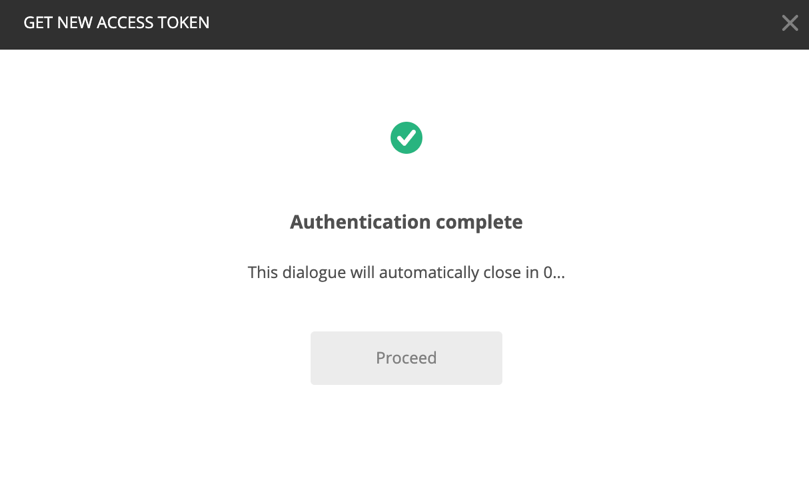 GET NEW ACCESS TOKEN
Authentication complete
This dialogue will automatically close in 0...
Proceed